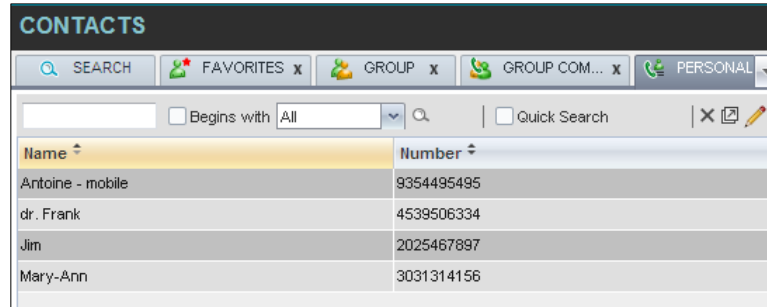 CONTACTS
SEARCH FAVORITES x GROUP x GROUP COM... x PERSONAL
Begins with All Quick Search
Name Number
Antoine - mobile 9354495495
dr. Frank 4539506334
Jim 2025467897
Mary-Ann 3031314156